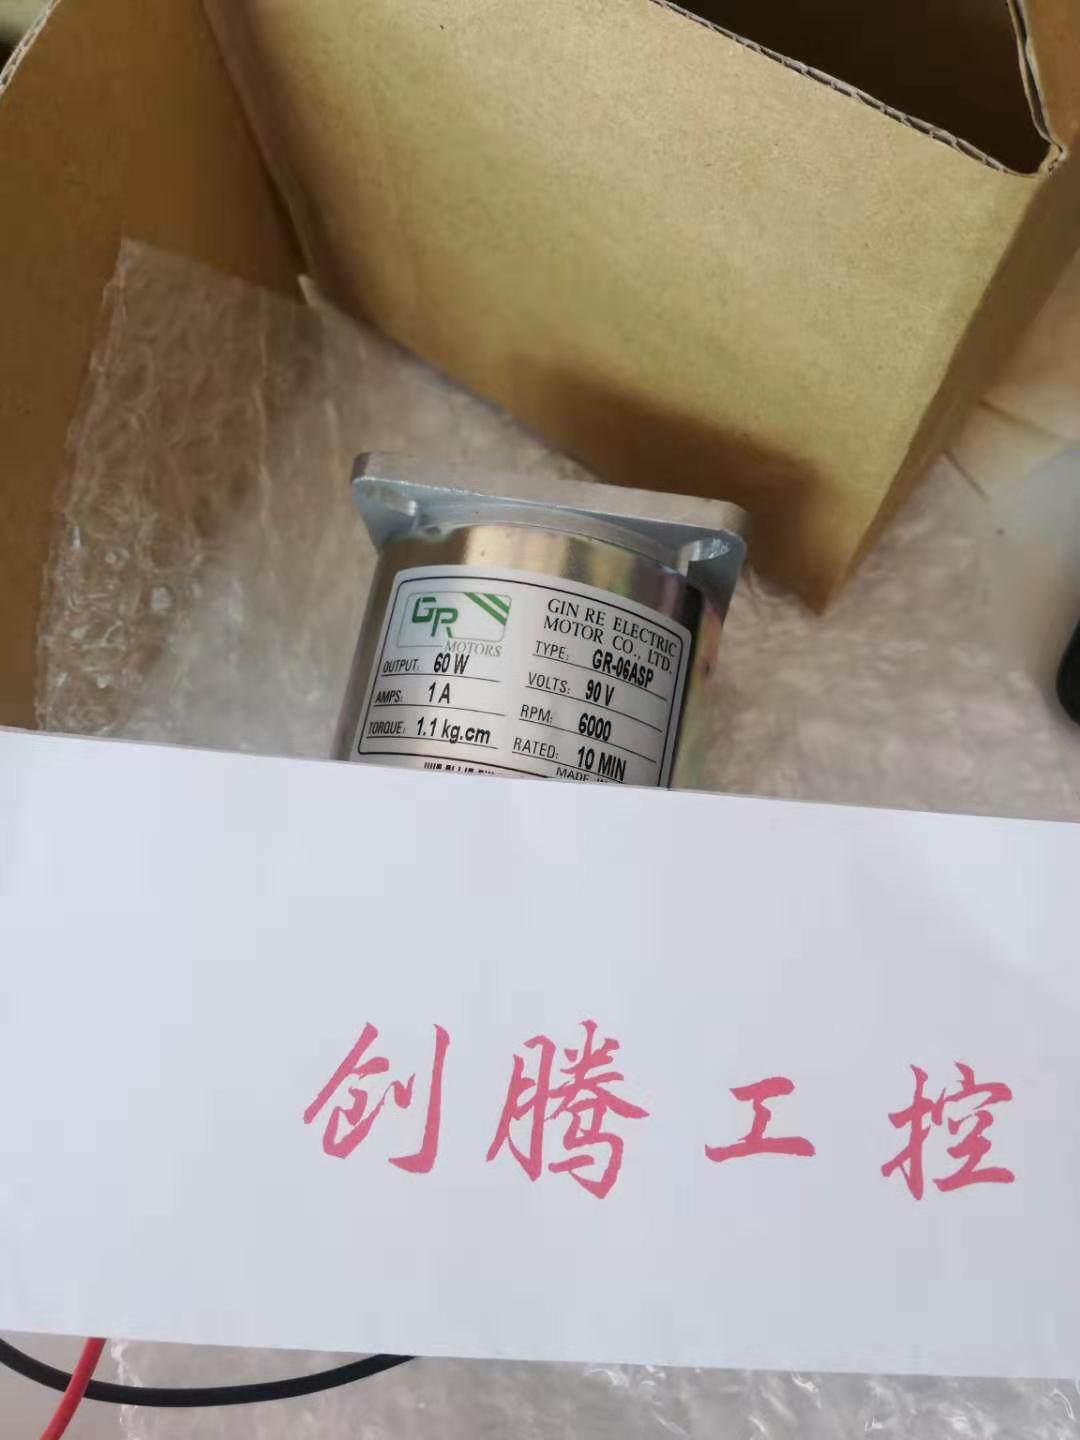 GR
MOTORS
GIN RE ELECTRIC
MOTOR CO., LTD.
OUTPUT: 60 W
TYPE: GR-06ASP
AMPS: 1 A
VOLTS: 90 V
TORQUE: 1.1 kg.cm
RPM: 6000
RATED: 10 MIN
MADE
创腾工控